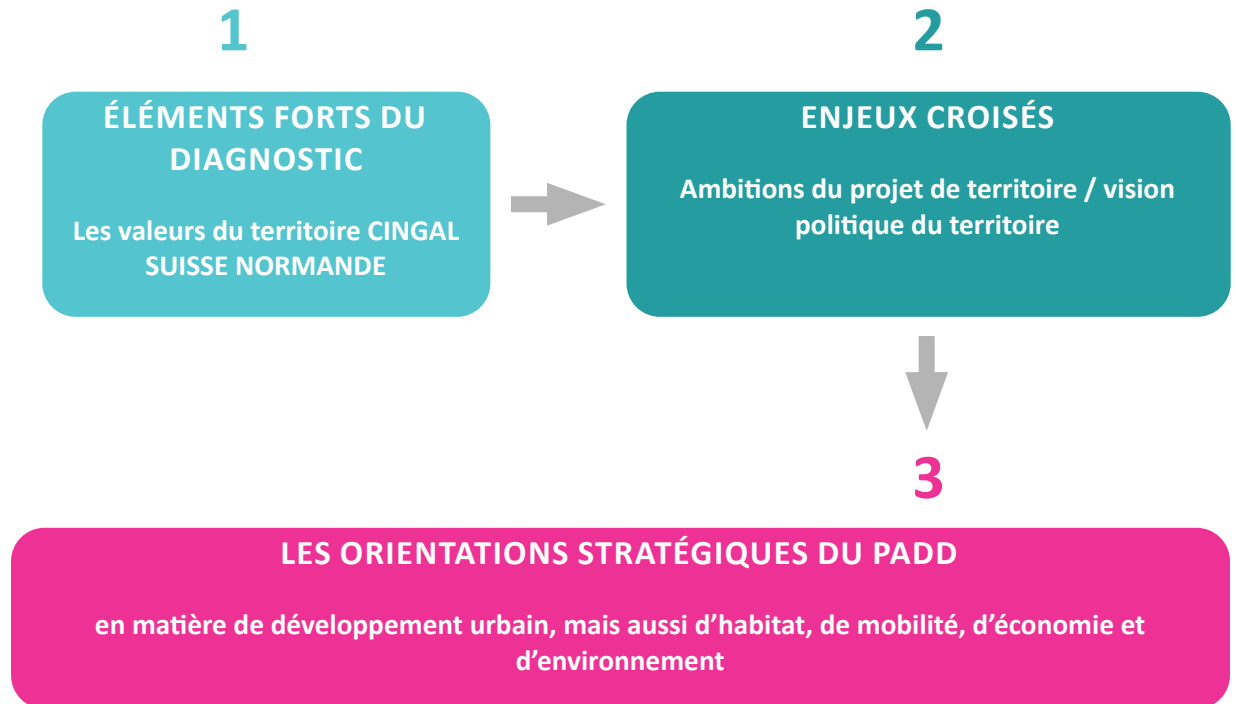 1
ÉLÉMENTS FORTS DU
DIAGNOSTIC
Les valeurs du territoire CINGAL
SUISSE NORMANDE
2
ENJEUX CROISÉS
Ambitions du projet de territoire / vision
politique du territoire
3
LES ORIENTATIONS STRATÉGIQUES DU PADD
en matière de développement urbain, mais aussi d’habitat, de mobilité, d’économie et
d’environnement